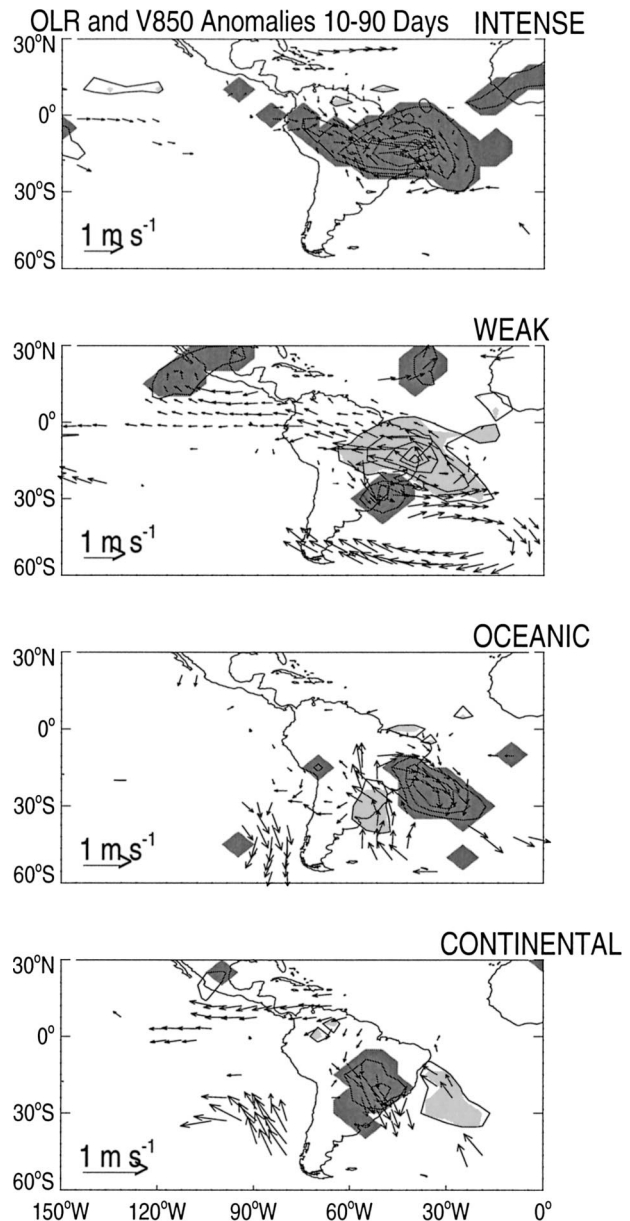 OLR and V850 Anomalies 10-90 Days INTENSE
30°N
0°
30°S
1 m s⁻¹
60°S
WEAK
30°N
0°
30°S
1 m s⁻¹
60°S
OCEANIC
30°N
0°
30°S
1 m s⁻¹
60°S
CONTINENTAL
30°N
0°
30°S
1 m s⁻¹
60°S
150°W 120°W 90°W 60°W 30°W 0°